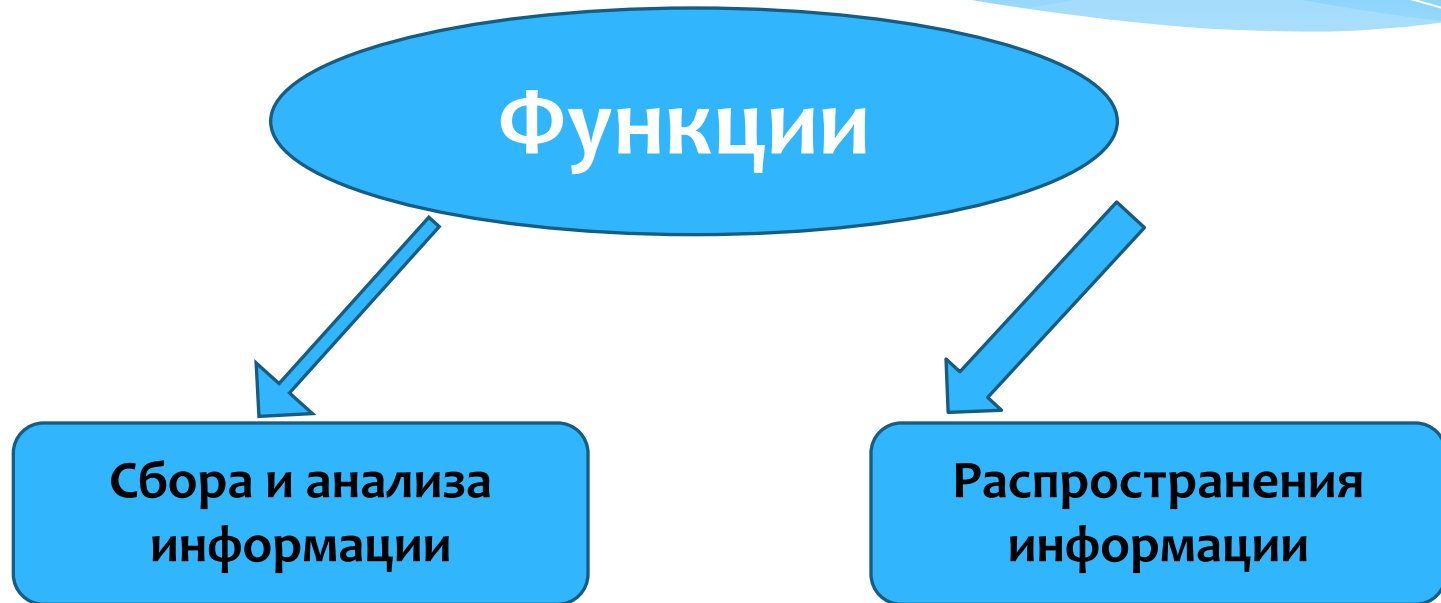 Функции
Сбора и анализа
информации
Распространения
информации